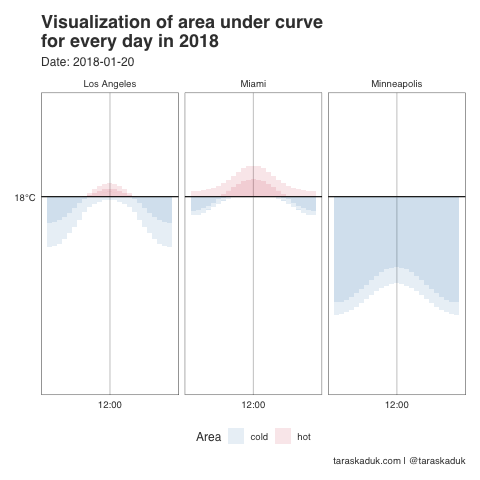 Visualization of area under curve
for every day in 2018
Date: 2018-01-20
Los Angeles
Miami
Minneapolis
18°C
12:00
12:00
12:00
Area
cold
hot
taraskaduk.com | @taraskaduk